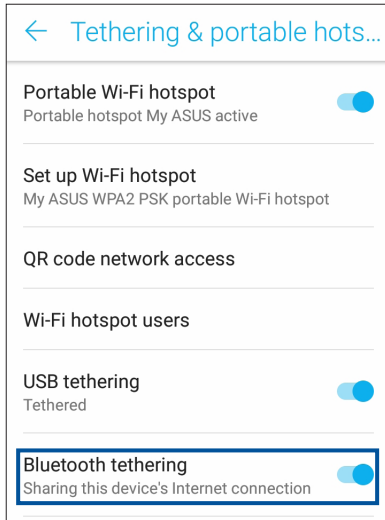 Tethering & portable hots...
Portable Wi-Fi hotspot
Portable hotspot My ASUS active
Set up Wi-Fi hotspot
My ASUS WPA2 PSK portable Wi-Fi hotspot
QR code network access
Wi-Fi hotspot users
USB tethering
Tethered
Bluetooth tethering
Sharing this device's Internet connection